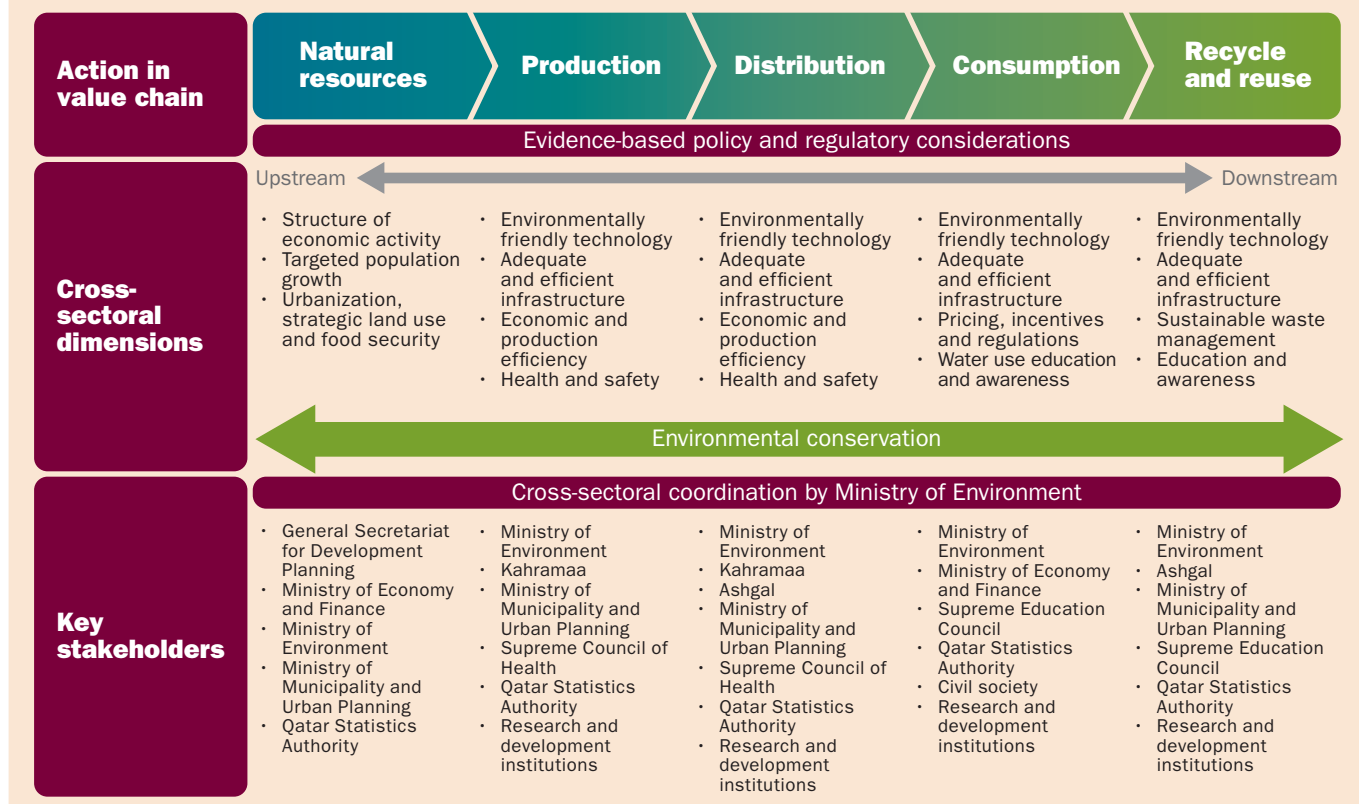 Action in
value chain
Natural
resources
Production
Distribution
Consumption
Recycle
and reuse
Evidence-based policy and regulatory considerations
Cross-
sectoral
dimensions
Upstream
Downstream
• Structure of
economic activity
• Targeted population
growth
• Urbanization,
strategic land use
and food security
• Environmentally
friendly technology
• Adequate
and efficient
infrastructure
• Economic and
production
efficiency
• Health and safety
• Environmentally
friendly technology
• Adequate
and efficient
infrastructure
• Economic and
production
efficiency
• Health and safety
• Environmentally
friendly technology
• Adequate
and efficient
infrastructure
• Pricing, incentives
and regulations
• Water use education
and awareness
• Environmentally
friendly technology
• Adequate
and efficient
infrastructure
• Sustainable waste
management
• Education and
awareness
Environmental conservation
Key
stakeholders
Cross-sectoral coordination by Ministry of Environment
• General Secretariat
for Development
Planning
• Ministry of Economy
and Finance
• Ministry of
Environment
• Ministry of
Municipality and
Urban Planning
• Qatar Statistics
Authority
• Ministry of
Environment
• Kahramaa
• Ministry of
Municipality and
Urban Planning
• Supreme Council of
Health
• Qatar Statistics
Authority
• Research and
development
institutions
• Ministry of
Environment
• Kahramaa
• Ashgal
• Ministry of
Municipality and
Urban Planning
• Supreme Council of
Health
• Qatar Statistics
Authority
• Research and
development
institutions
• Ministry of
Environment
• Ministry of Economy
and Finance
• Supreme Education
Council
• Qatar Statistics
Authority
• Civil society
• Research and
development
institutions
• Ministry of
Environment
• Ashgal
• Ministry of
Municipality and
Urban Planning
• Supreme Education
Council
• Qatar Statistics
Authority
• Research and
development
institutions